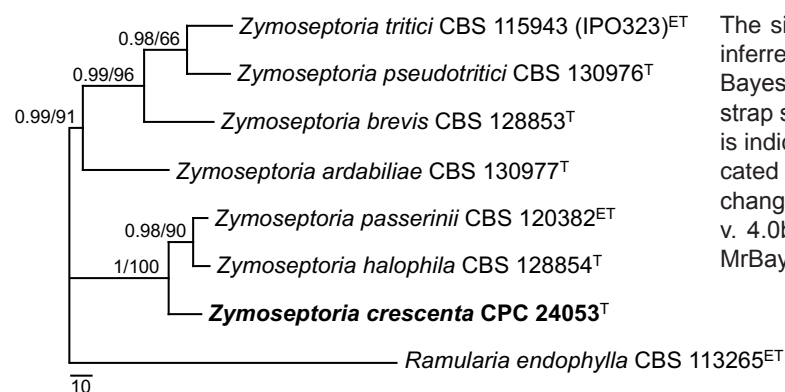 0.98/66
Zymoseptoria tritici CBS 115943 (IPO323)ET
0.99/96
Zymoseptoria pseudotritici CBS 130976T
0.99/91
Zymoseptoria brevis CBS 128853T
Zymoseptoria ardabiliae CBS 130977T
Zymoseptoria passerinii CBS 120382ET
0.98/90
1/100
Zymoseptoria halophila CBS 128854T
Zymoseptoria crescenta CPC 24053T
Ramularia endophylla CBS 113265ET
10
The si
inferre
Bayes
strap s
is indic
cated
change
v. 4.0b
MrBay